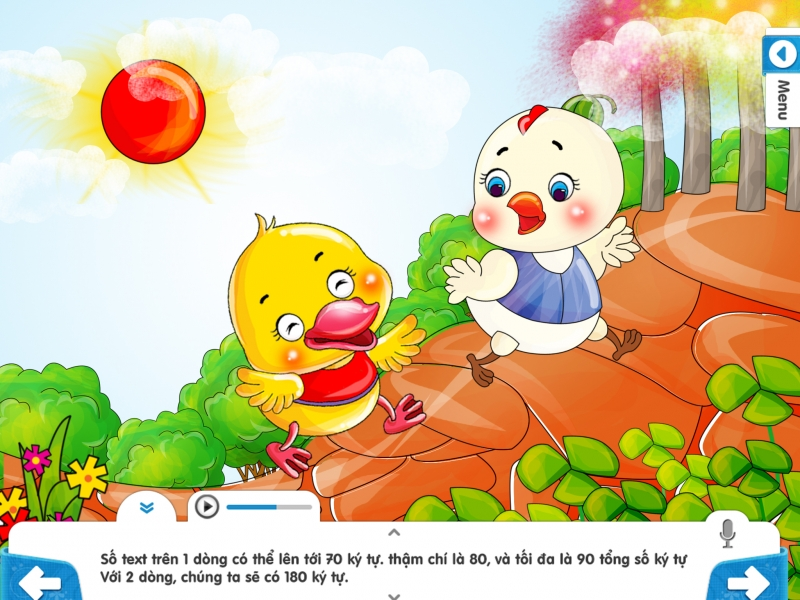 Menu
Số text trên 1 dòng có thể lên tới 70 ký tự. thậm chí là 80, và tối đa là 90 tổng số ký tự
Với 2 dòng, chúng ta sẽ có 180 ký tự.